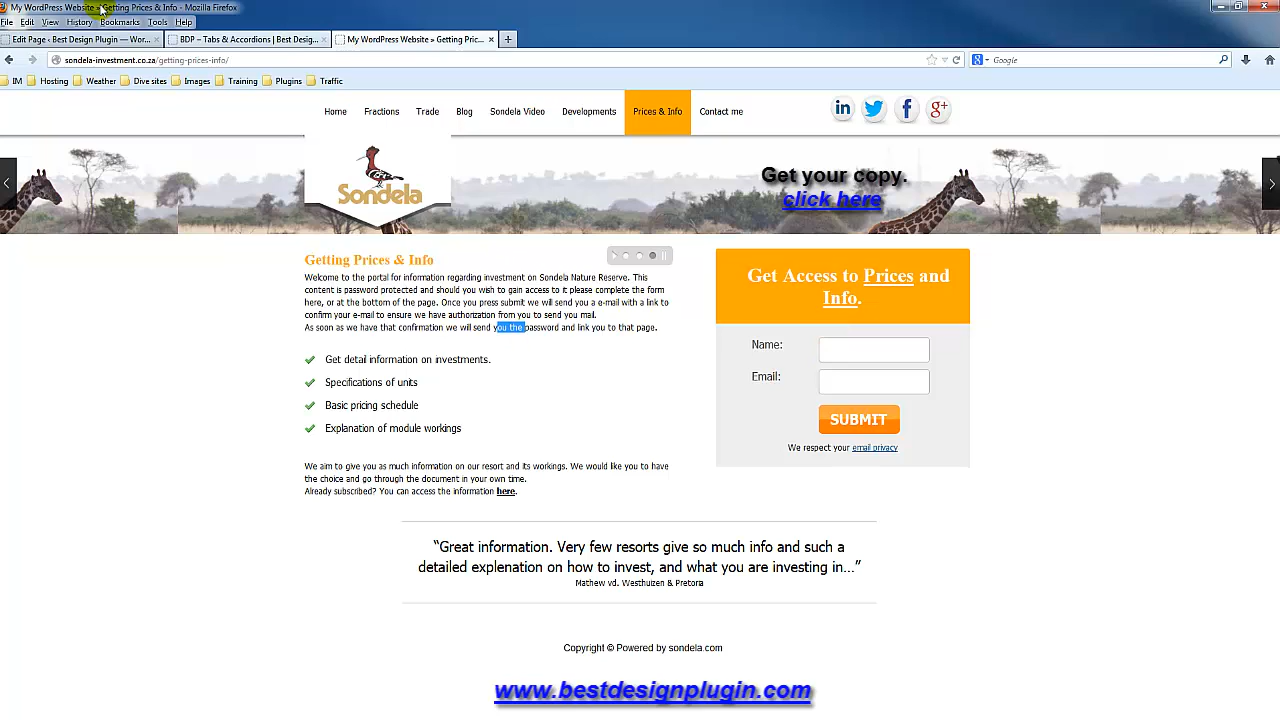 My WordPress Website » Getting Prices & Info - Mozilla Firefox
File Edit View History Bookmarks Tools Help
Edit Page ‹ Best Design Plugin — Wor...
BDP – Tabs & Accordions | Best Desig...
My WordPress Website » Getting Pric...
sondela-investment.co.za/getting-prices-info/
Google
IM Hosting Weather Dive sites Images Training Plugins Traffic
Home Fractions Trade Blog Sondela Video Developments Prices & Info Contact me
in f g+
Sondela
Get your copy.
click here
Getting Prices & Info
Welcome to the portal for information regarding investment on Sondela Nature Reserve. This
content is password protected and should you wish to gain access to it please complete the form
here, or at the bottom of the page. Once you press submit we will send you a e-mail with a link to
confirm your e-mail to ensure we have authorization from you to send you mail.
As soon as we have that confirmation we will send you the password and link you to that page.
Get detail information on investments.
Specifications of units
Basic pricing schedule
Explanation of module workings
We aim to give you as much information on our resort and its workings. We would like you to have
the choice and go through the document in your own time.
Already subscribed? You can access the information here.
Get Access to Prices and
Info.
Name:
Email:
SUBMIT
We respect your email privacy
“Great information. Very few resorts give so much info and such a
detailed explenation on how to invest, and what you are investing in...”
Mathew vd. Westhuizen & Pretoria
Copyright © Powered by sondela.com
www.bestdesignplugin.com